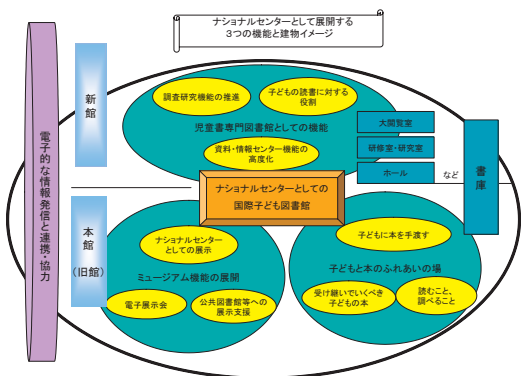 ナショナルセンターとして展開する
3つの機能と建物イメージ
電子的な情報発信と連携・協力
新館
本館
(旧館)
調査研究機能の推進
子どもの読書に対する
役割
児童書専門図書館としての機能
資料・情報センター機能の
高度化
大閲覧室
研修室・研究室
ホール
など
書庫
ナショナルセンターとしての
国際子ども図書館
ナショナルセンター
としての展示
ミュージアム機能の展開
電子展示会
公共図書館等への
展示支援
子どもに本を手渡す
子どもと本のふれあいの場
受け継いでいくべき
子どもの本
読むこと、
調べること